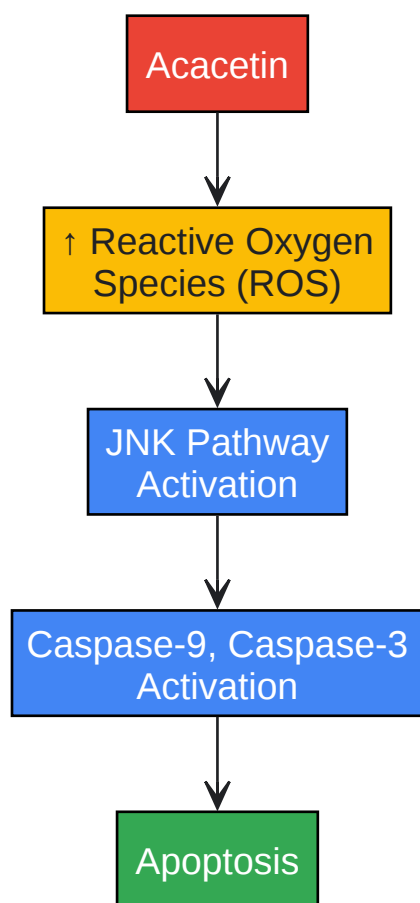 Acacetin
↑ Reactive Oxygen
Species (ROS)
JNK Pathway
Activation
Caspase-9, Caspase-3
Activation
Apoptosis